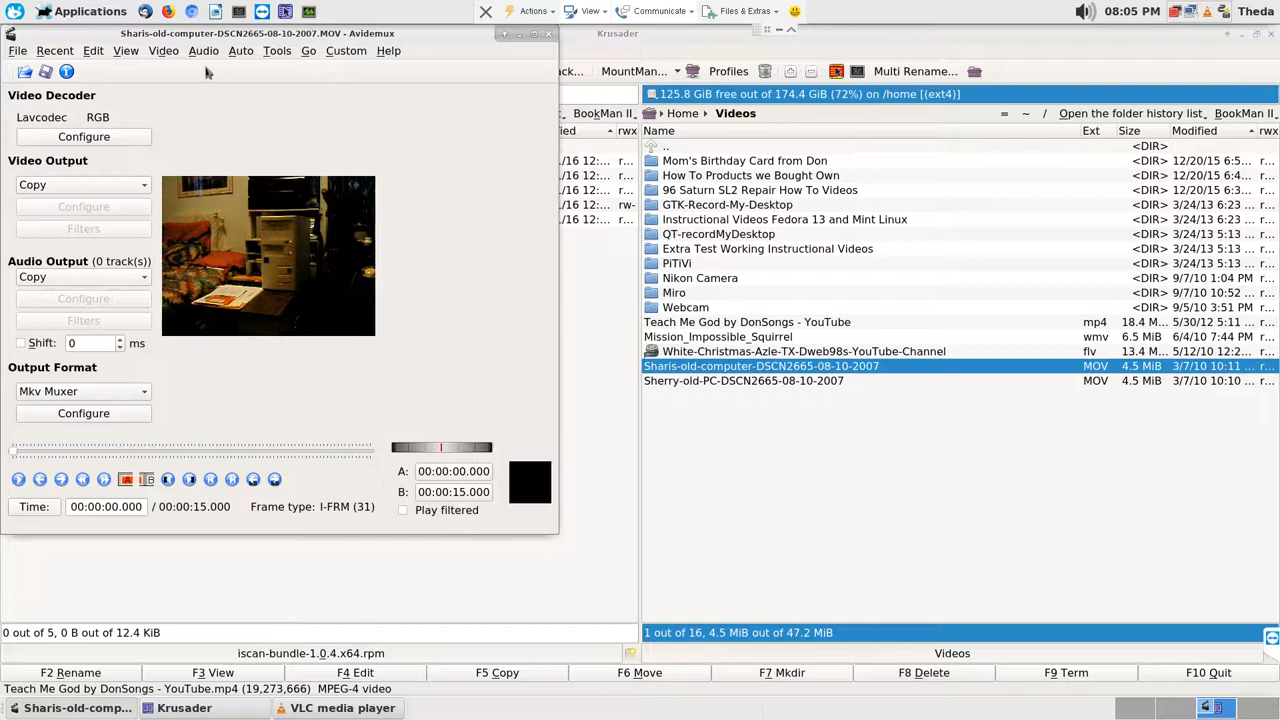 Applications Actions View Communicate Files & Extras 08:05 PM Theda
Sharis-old-computer-DSCN2665-08-10-2007.MOV - Avidemux Krusader
File Recent Edit View Video Audio Auto Tools Go Custom Help
ack... MountMan... Profiles Multi Rename...
Video Decoder
Lavcodec RGB
Configure
Video Output
Copy
Configure
Filters
Audio Output (0 track(s))
Copy
Configure
Filters
Shift: 0 ms
Output Format
Mkv Muxer
Configure
A: 00:00:00.000
B: 00:00:15.000
Time: 00:00:00.000 / 00:00:15.000 Frame type: I-FRM (31) Play filtered
BookMan II
ied rwx
/16 12:... r...
/16 12:... r...
1/16 12:... rw-
1/16 12:... r...
0 out of 5, 0 B out of 12.4 KiB
iscan-bundle-1.0.4.x64.rpm
125.8 GiB free out of 174.4 GiB (72%) on /home [(ext4)]
Home Videos = ~ / Open the folder history list BookMan II
Name Ext Size Modified rwx
.. <DIR>
Mom's Birthday Card from Don <DIR> 12/20/15 6:5... r...
How To Products we Bought Own <DIR> 12/20/15 6:4... r...
96 Saturn SL2 Repair How To Videos <DIR> 12/20/15 6:4... r...
GTK-Record-My-Desktop <DIR> 3/24/13 6:23 ... r...
Instructional Videos Fedora 13 and Mint Linux <DIR> 3/24/13 6:23 ... r...
QT-recordMyDesktop <DIR> 3/24/13 5:13 ... r...
Extra Test Working Instructional Videos <DIR> 3/24/13 5:13 ... r...
PiTiVi <DIR> 3/24/13 5:13 ... r...
Nikon Camera <DIR> 9/7/10 1:04 PM r...
Miro <DIR> 9/7/10 10:52 ... r...
Webcam <DIR> 9/5/10 3:51 PM r...
Teach Me God by DonSongs - YouTube mp4 18.4 M... 5/30/12 5:11 ... r...
Mission_Impossible_Squirrel wmv 6.5 MiB 6/4/10 7:44 PM r...
White-Christmas-Azle-TX-Dweb98s-YouTube-Channel flv 13.4 M... 5/12/10 12:2... r...
Sharis-old-computer-DSCN2665-08-10-2007 MOV 4.5 MiB 3/7/10 10:11 ... r...
Sherry-old-PC-DSCN2665-08-10-2007 MOV 4.5 MiB 3/7/10 10:10 ... r...
1 out of 16, 4.5 MiB out of 47.2 MiB
Videos
F2 Rename F3 View F4 Edit F5 Copy F6 Move F7 Mkdir F8 Delete F9 Term F10 Quit
Teach Me God by DonSongs - YouTube.mp4 (19,273,666) MPEG-4 video
Sharis-old-comp... Krusader VLC media player